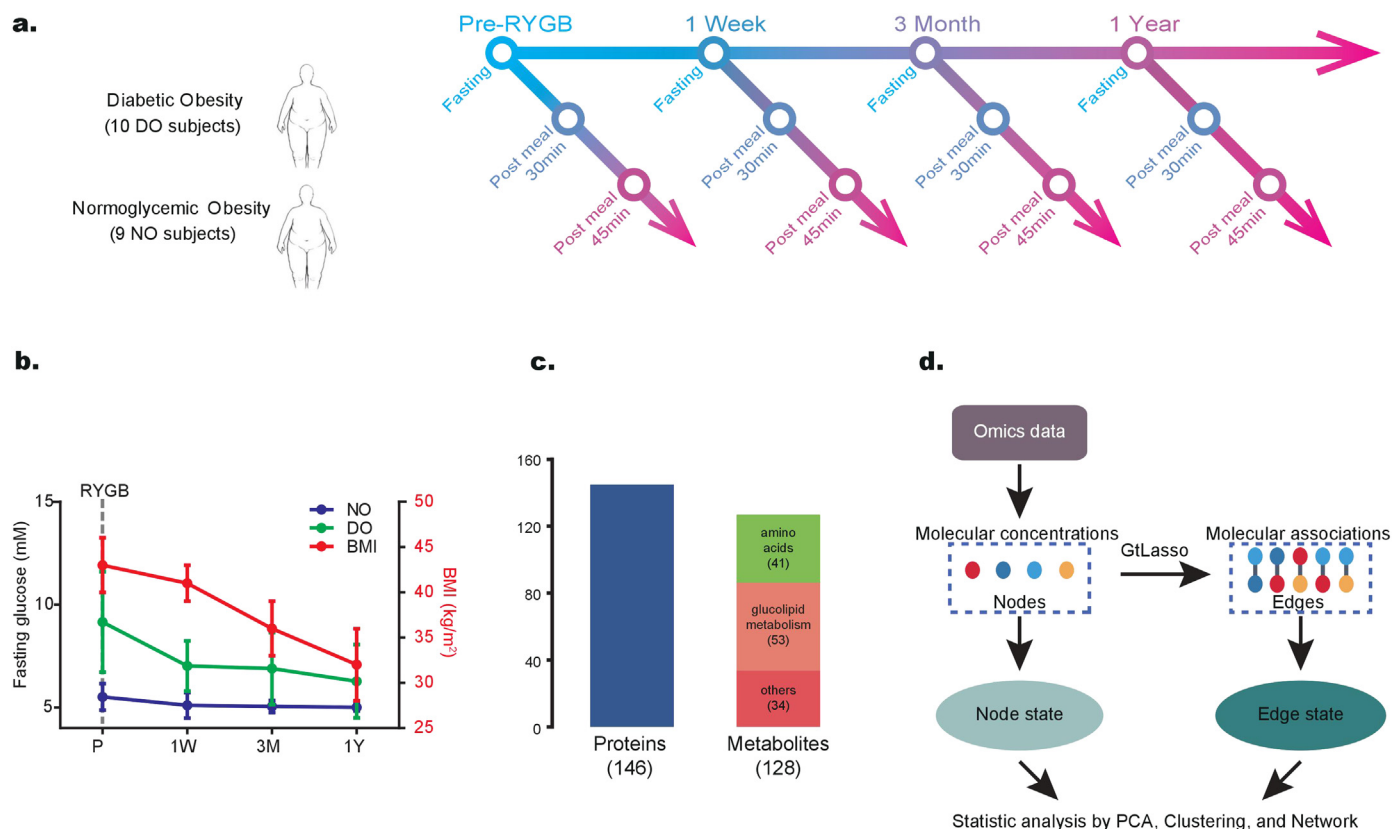 a.
Pre-RYGB
1 Week
3 Month
1 Year
Diabetic Obesity
(10 DO subjects)
Normoglycemic Obesity
(9 NO subjects)
Fasting
Post meal
30min
Post meal
45min
Fasting
Post meal
30min
Post meal
45min
Fasting
Post meal
30min
Post meal
45min
Fasting
Post meal
30min
Post meal
45min
b.
RYGB
Fasting glucose (mM)
15
10
5
NO
DO
BMI
50
45
40
35
30
25
BMI (kg/m²)
P
1W
3M
1Y
c.
160
120
80
40
0
amino
acids
(41)
glucolipid
metabolism
(53)
others
(34)
Proteins
(146)
Metabolites
(128)
d.
Omics data
Molecular concentrations
Nodes
GtLasso
Molecular associations
Edges
Node state
Edge state
Statistic analysis by PCA, Clustering, and Network